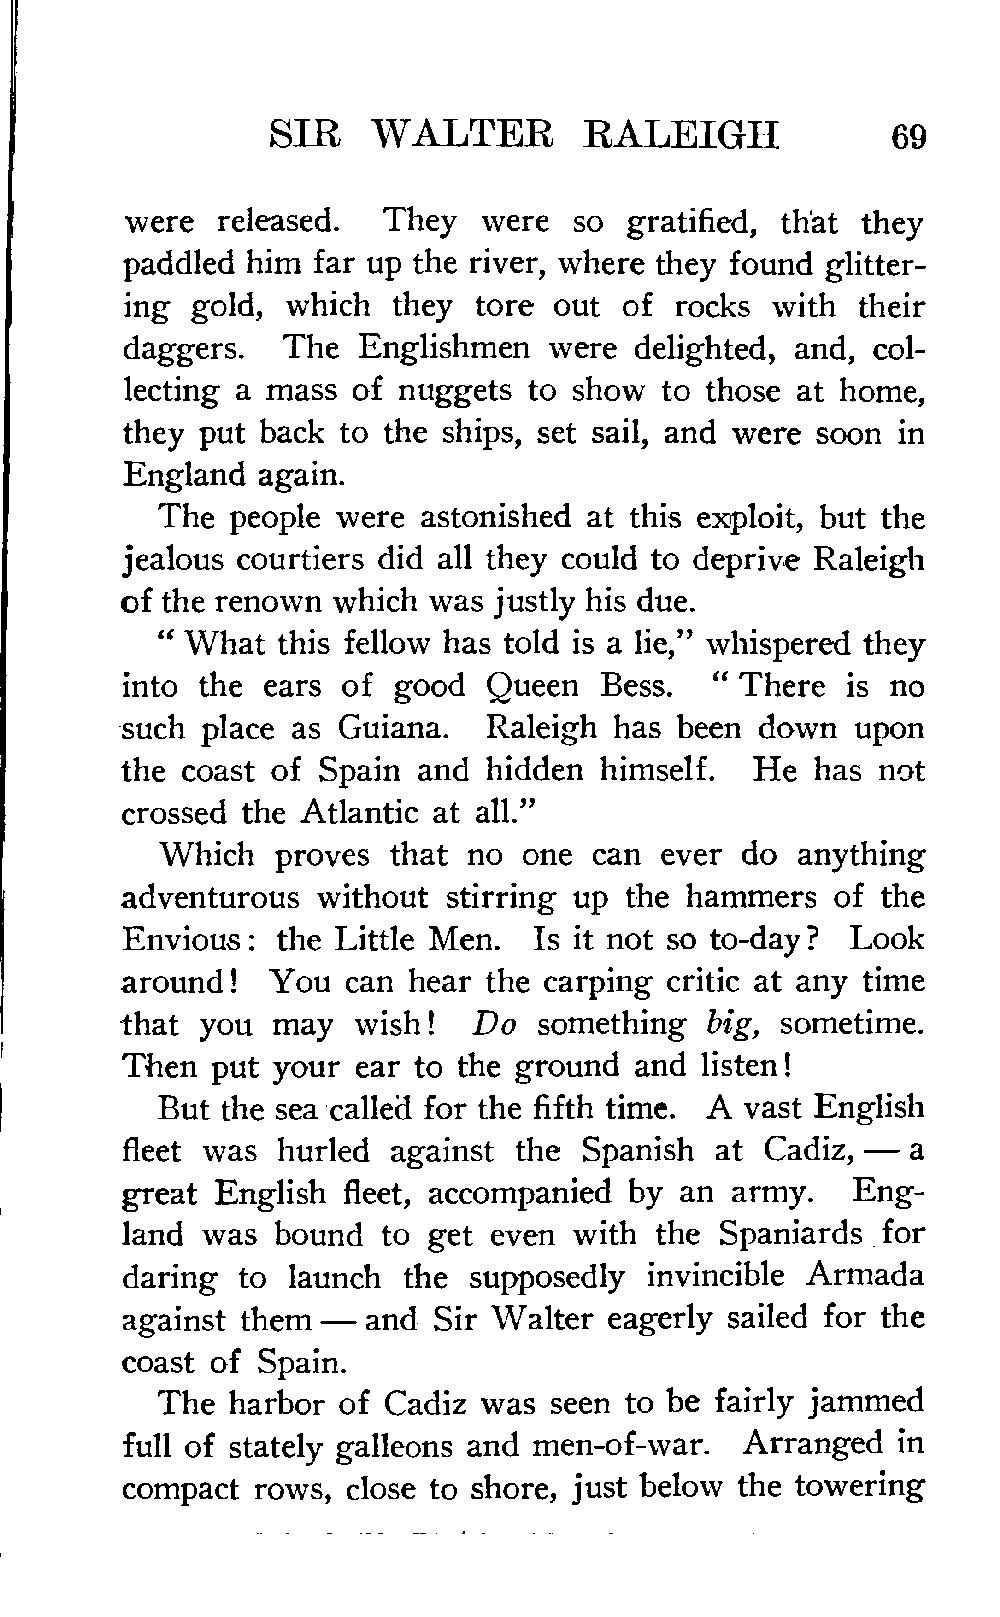 SIR WALTER RALEIGH 69
were released. They were so gratified, that they
paddled him far up the river, where they found glitter-
ing gold, which they tore out of rocks with their
daggers. The Englishmen were delighted, and, col-
lecting a mass of nuggets to show to those at home,
they put back to the ships, set sail, and were soon in
England again.
The people were astonished at this exploit, but the
jealous courtiers did all they could to deprive Raleigh
of the renown which was justly his due.
“ What this fellow has told is a lie,” whispered they
into the ears of good Queen Bess. “ There is no
such place as Guiana. Raleigh has been down upon
the coast of Spain and hidden himself. He has not
crossed the Atlantic at all.”
Which proves that no one can ever do anything
adventurous without stirring up the hammers of the
Envious: the Little Men. Is it not so to-day? Look
around! You can hear the carping critic at any time
that you may wish! Do something big, sometime.
Then put your ear to the ground and listen!
But the sea called for the fifth time. A vast English
fleet was hurled against the Spanish at Cadiz, — a
great English fleet, accompanied by an army. Eng-
land was bound to get even with the Spaniards for
daring to launch the supposedly invincible Armada
against them — and Sir Walter eagerly sailed for the
coast of Spain.
The harbor of Cadiz was seen to be fairly jammed
full of stately galleons and men-of-war. Arranged in
compact rows, close to shore, just below the towering